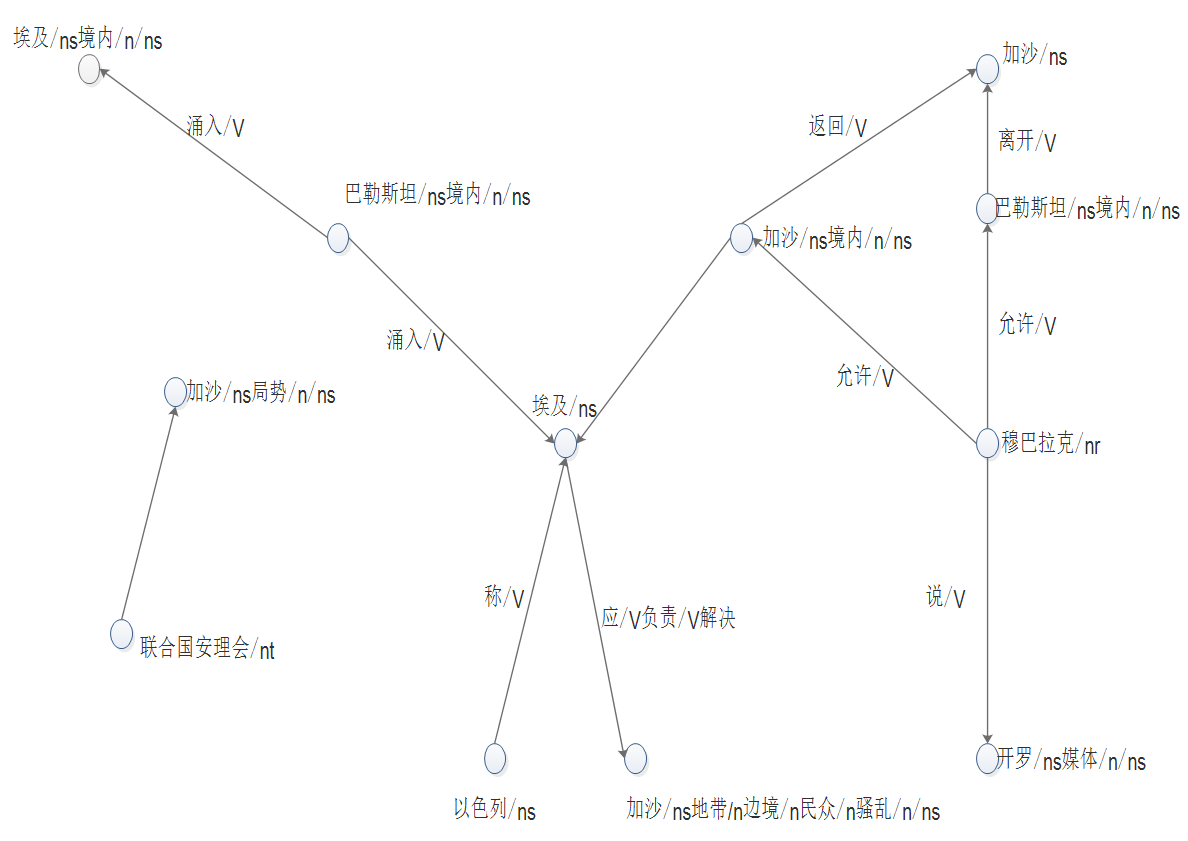 埃及/ns境内/n/ns
加沙/ns
涌入/V
返回/V
离开/V
巴勒斯坦/ns境内/n/ns
巴勒斯坦/ns境内/n/ns
加沙/ns境内/n/ns
涌入/V
允许/V
允许/V
加沙/ns局势/n/ns
埃及/ns
穆巴拉克/nr
称/V
应/V负责/V解决
说/V
联合国安理会/nt
开罗/ns媒体/n/ns
以色列/ns
加沙/ns地带/n边境/n民众/n骚乱/n/ns